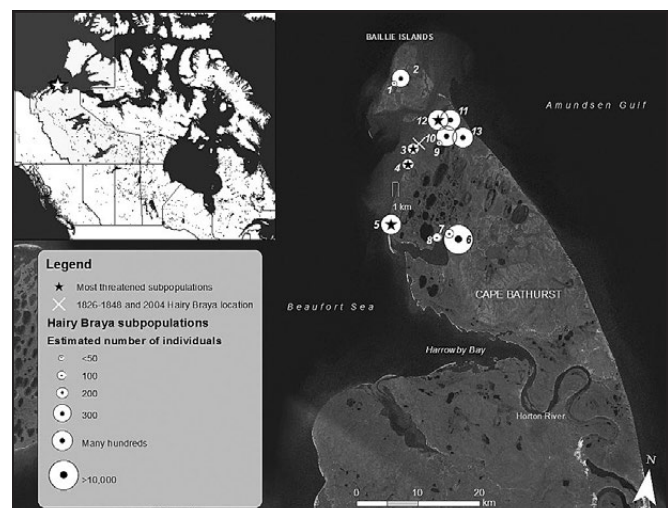 BAILLIE ISLANDS
2
1
11
12
Amundsen Gulf
10
13
3
9
4
1 km
5
7
8
6
CAPE BATHURST
Beaufort Sea
Harrowby Bay
Horton River
Legend
Most threatened subpopulations
1826-1848 and 2004 Hairy Braya location
Hairy Braya subpopulations
Estimated number of individuals
<50
100
200
300
Many hundreds
>10,000
N
0 10 20
km